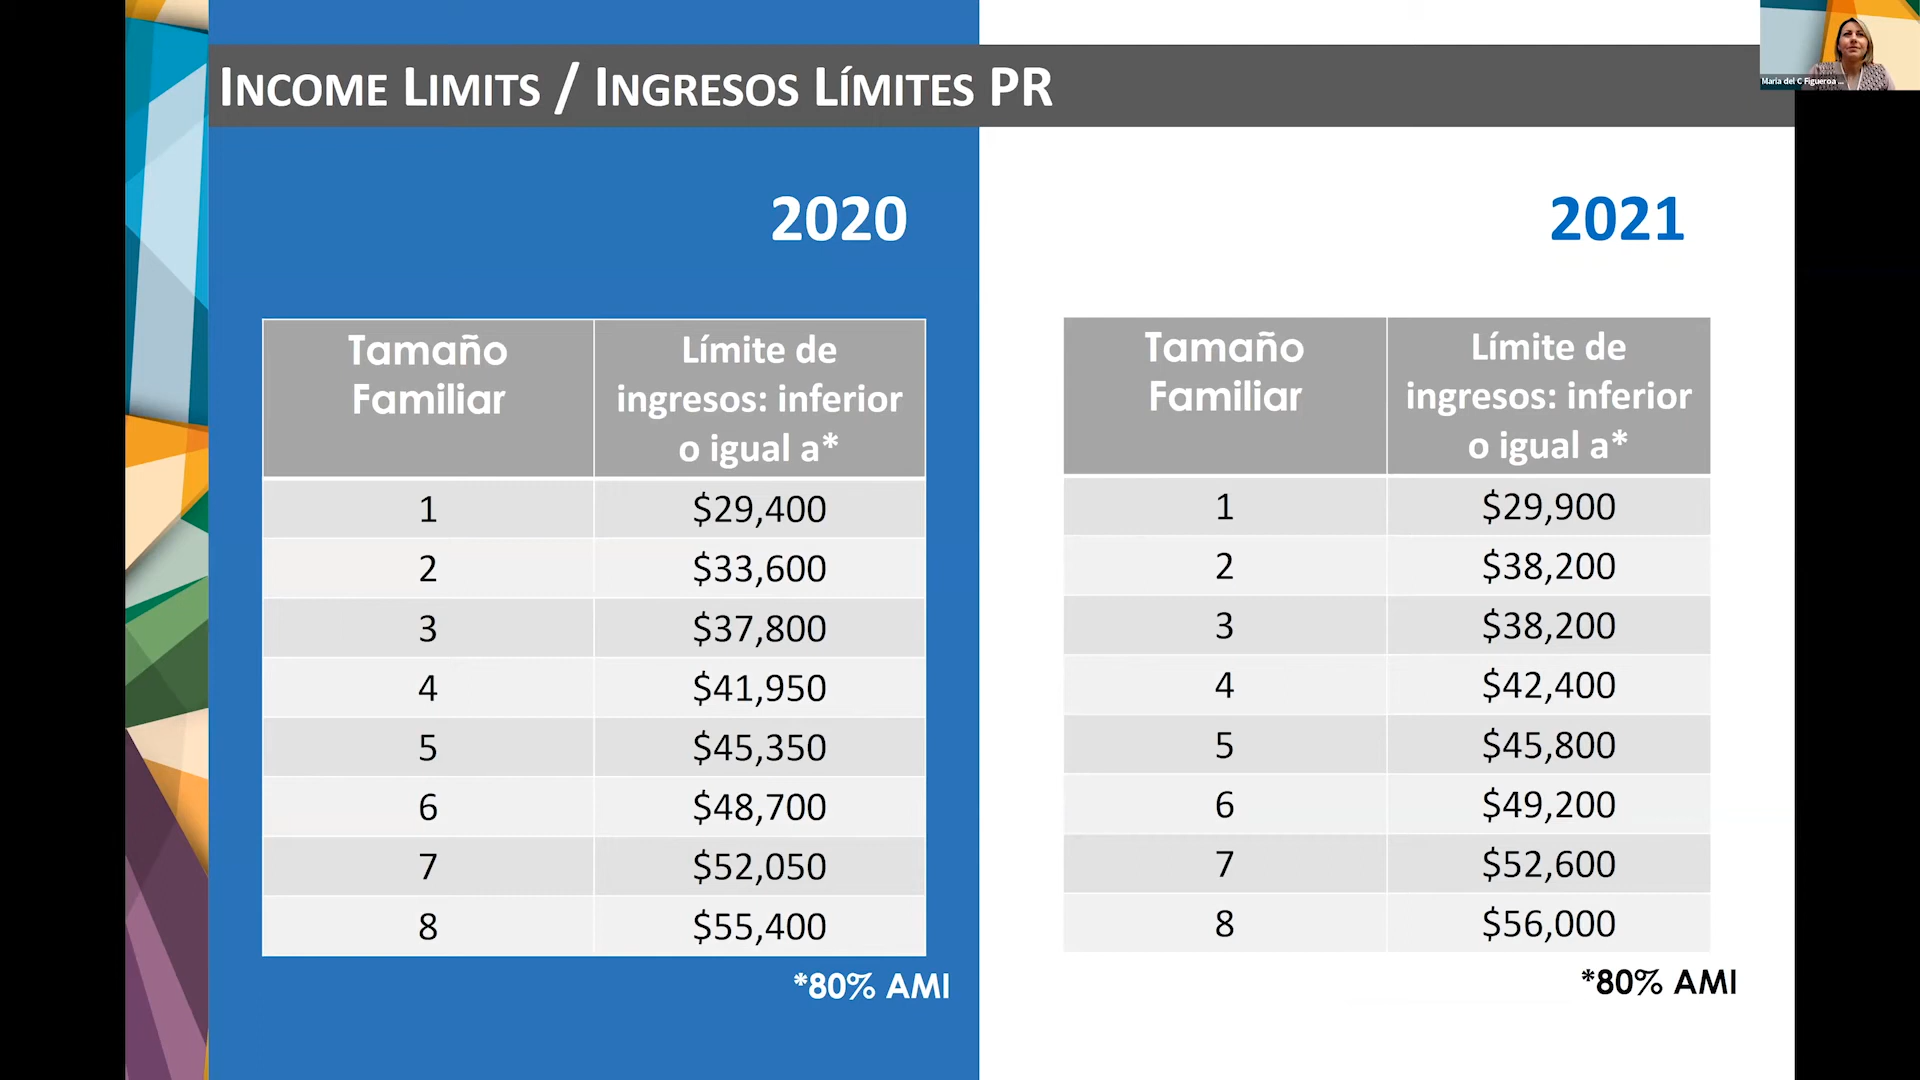 INCOME LIMITS / INGRESOS LÍMITES PR
Maria del C Figueroa ...
2020
Tamaño Familiar
Límite de ingresos: inferior o igual a*
1 $29,400
2 $33,600
3 $37,800
4 $41,950
5 $45,350
6 $48,700
7 $52,050
8 $55,400
*80% AMI
2021
Tamaño Familiar
Límite de ingresos: inferior o igual a*
1 $29,900
2 $38,200
3 $38,200
4 $42,400
5 $45,800
6 $49,200
7 $52,600
8 $56,000
*80% AMI